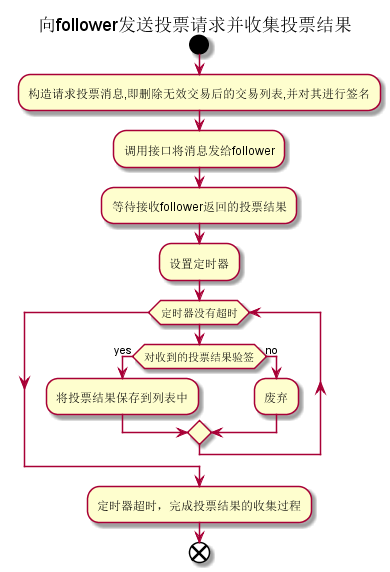 向follower发送投票请求并收集投票结果
构造请求投票消息,即删除无效交易后的交易列表,并对其进行签名
调用接口将消息发给follower
等待接收follower返回的投票结果
设置定时器
定时器没有超时
yes
对收到的投票结果验签
no
将投票结果保存到列表中
废弃
定时器超时，完成投票结果的收集过程